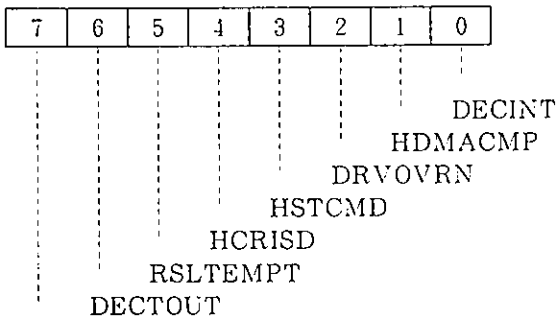 7 6 5 4 3 2 1 0
DECINT
HDMACMP
DRVOVRN
HSTCMD
HCRISD
RSLTEMPT
DECTOUT